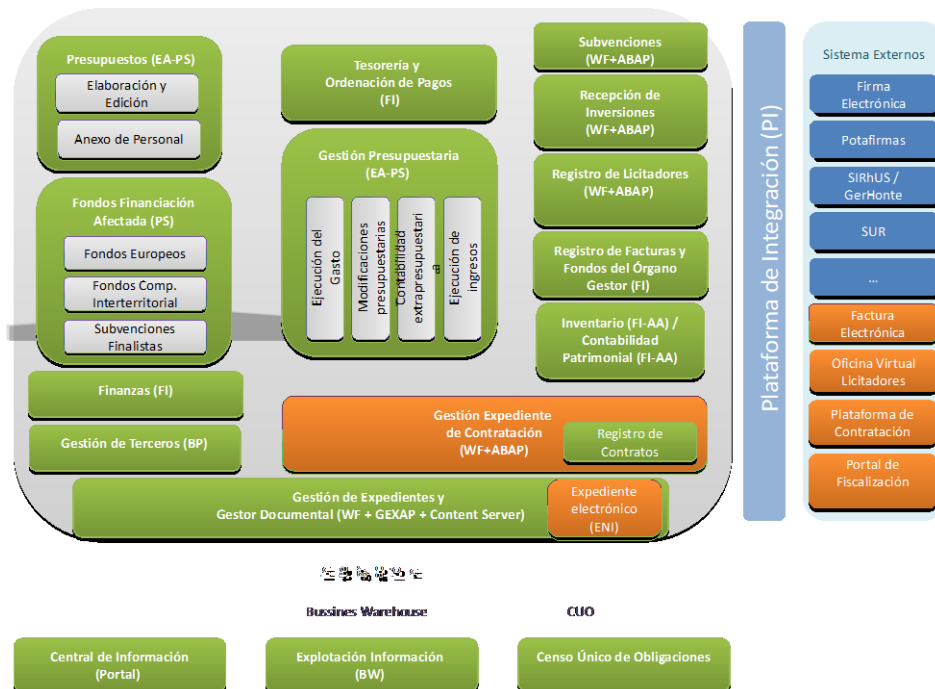 Presupuestos (EA-PS)
Elaboración y
Edición
Anexo de Personal
Fondos Financiación
Afectada (PS)
Fondos Europeos
Fondos Comp.
Interterritorial
Subvenciones
Finalistas
Finanzas (FI)
Gestión de Terceros (BP)
Tesorería y
Ordenación de Pagos
(FI)
Gestión Presupuestaria
(EA-PS)
Ejecución del
Gasto
Modificaciones
presupuestarias
Contabilidad
extrapresupuestari
a
Ejecución de
ingresos
Subvenciones
(WF+ABAP)
Recepción de
Inversiones
(WF+ABAP)
Registro de Licitadores
(WF+ABAP)
Registro de Facturas y
Fondos del Órgano
Gestor (FI)
Inventario (FI-AA) /
Contabilidad
Patrimonial (FI-AA)
Gestión Expediente
de Contratación
(WF+ABAP)
Registro de
Contratos
Gestión de Expedientes y
Gestor Documental (WF + GEXAP + Content Server)
Expediente
electrónico
(ENI)
Plataforma de Integración (PI)
Sistema Externos
Firma
Electrónica
Potafirmas
SIRhUS /
GerHonte
SUR
...
Factura
Electrónica
Oficina Virtual
Licitadores
Plataforma de
Contratación
Portal de
Fiscalización
Bussines Warehouse
CUO
Central de Información
(Portal)
Explotación Información
(BW)
Censo Único de Obligaciones